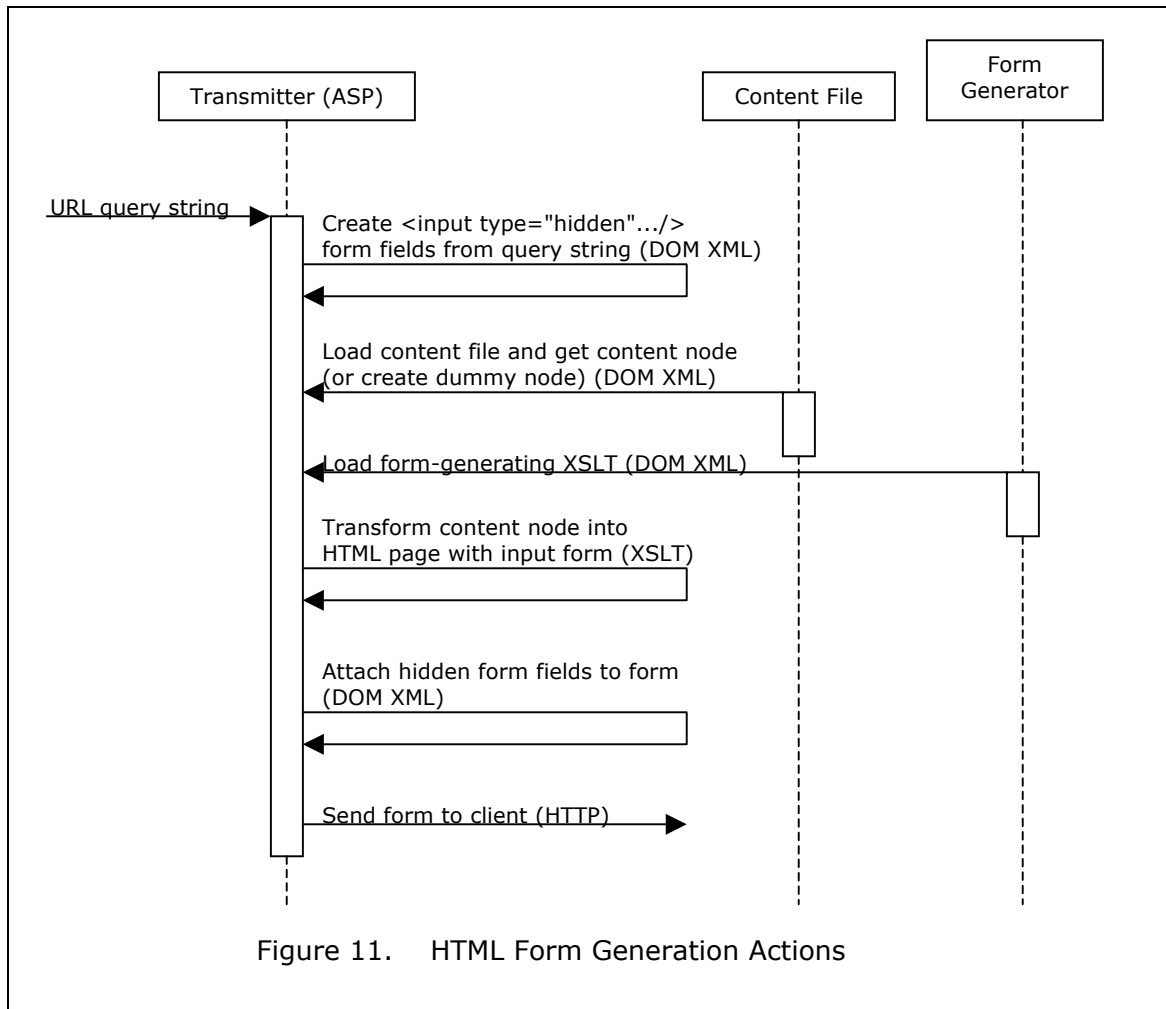 Transmitter (ASP)
Content File
Form
Generator
URL query string
Create <input type="hidden".../>
form fields from query string (DOM XML)
Load content file and get content node
(or create dummy node) (DOM XML)
Load form-generating XSLT (DOM XML)
Transform content node into
HTML page with input form (XSLT)
Attach hidden form fields to form
(DOM XML)
Send form to client (HTTP)
Figure 11. HTML Form Generation Actions